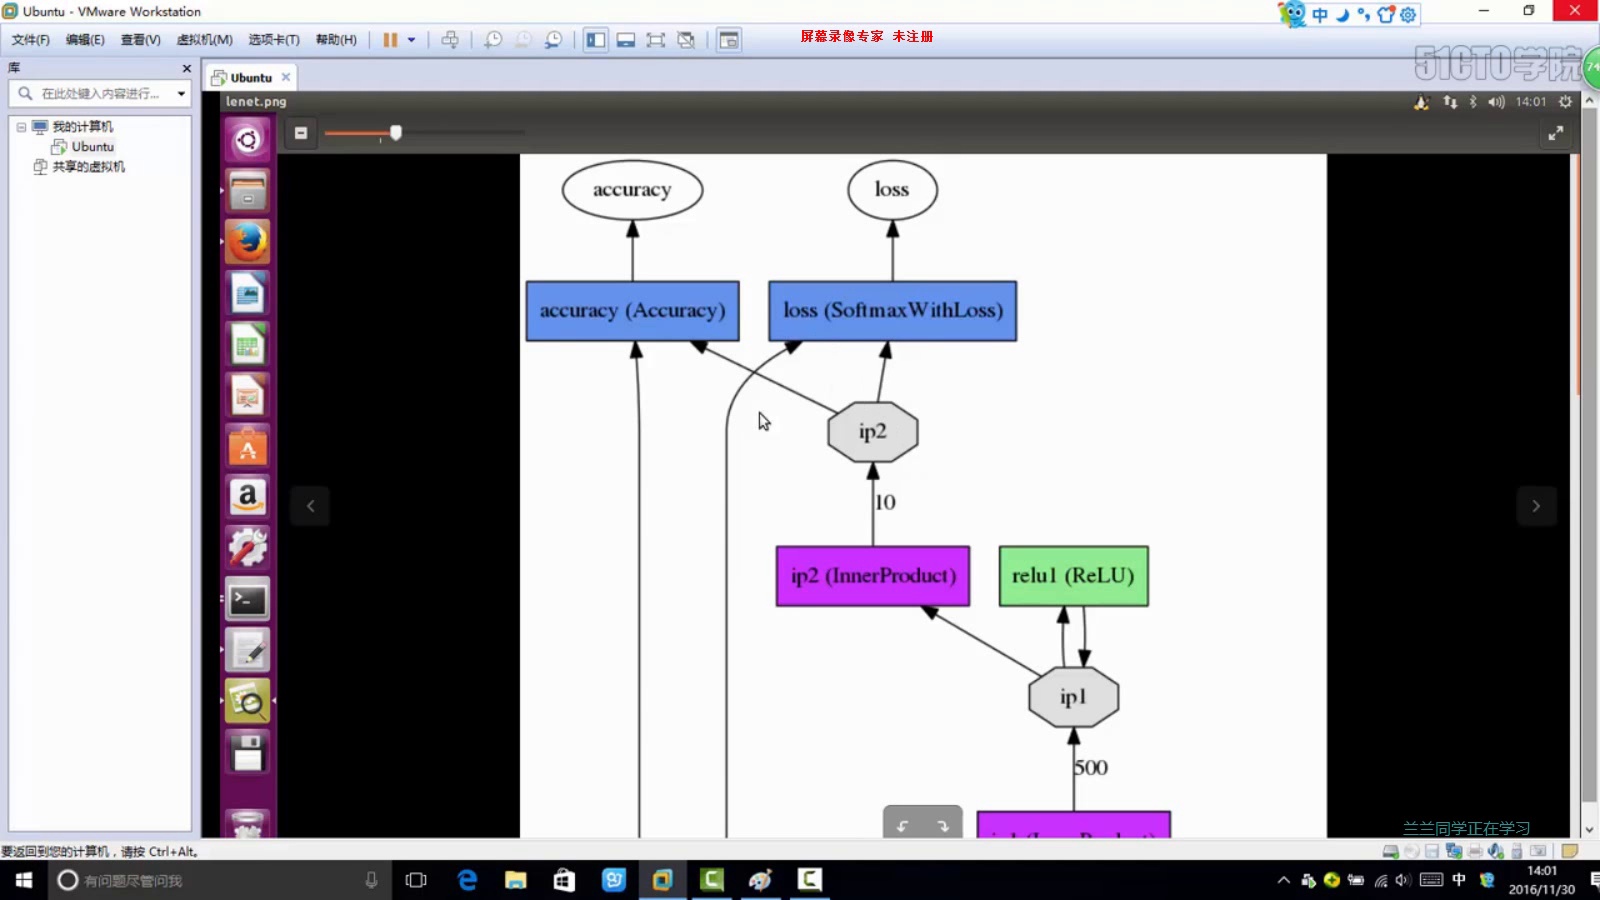 Ubuntu - VMware Workstation
中
文件(F) 编辑(E) 查看(V) 虚拟机(M) 选项卡(T) 帮助(H)
屏幕录像专家 未注册
51CTO学院
74
库
Ubuntu
在此处键入内容进行...
lenet.png
14:01
我的计算机
Ubuntu
共享的虚拟机
accuracy
loss
accuracy (Accuracy)
loss (SoftmaxWithLoss)
ip2
10
ip2 (InnerProduct)
relu1 (ReLU)
ip1
500
兰兰同学正在学习
要返回到您的计算机，请按 Ctrl+Alt。
有问题尽管问我
中
14:01
2016/11/30